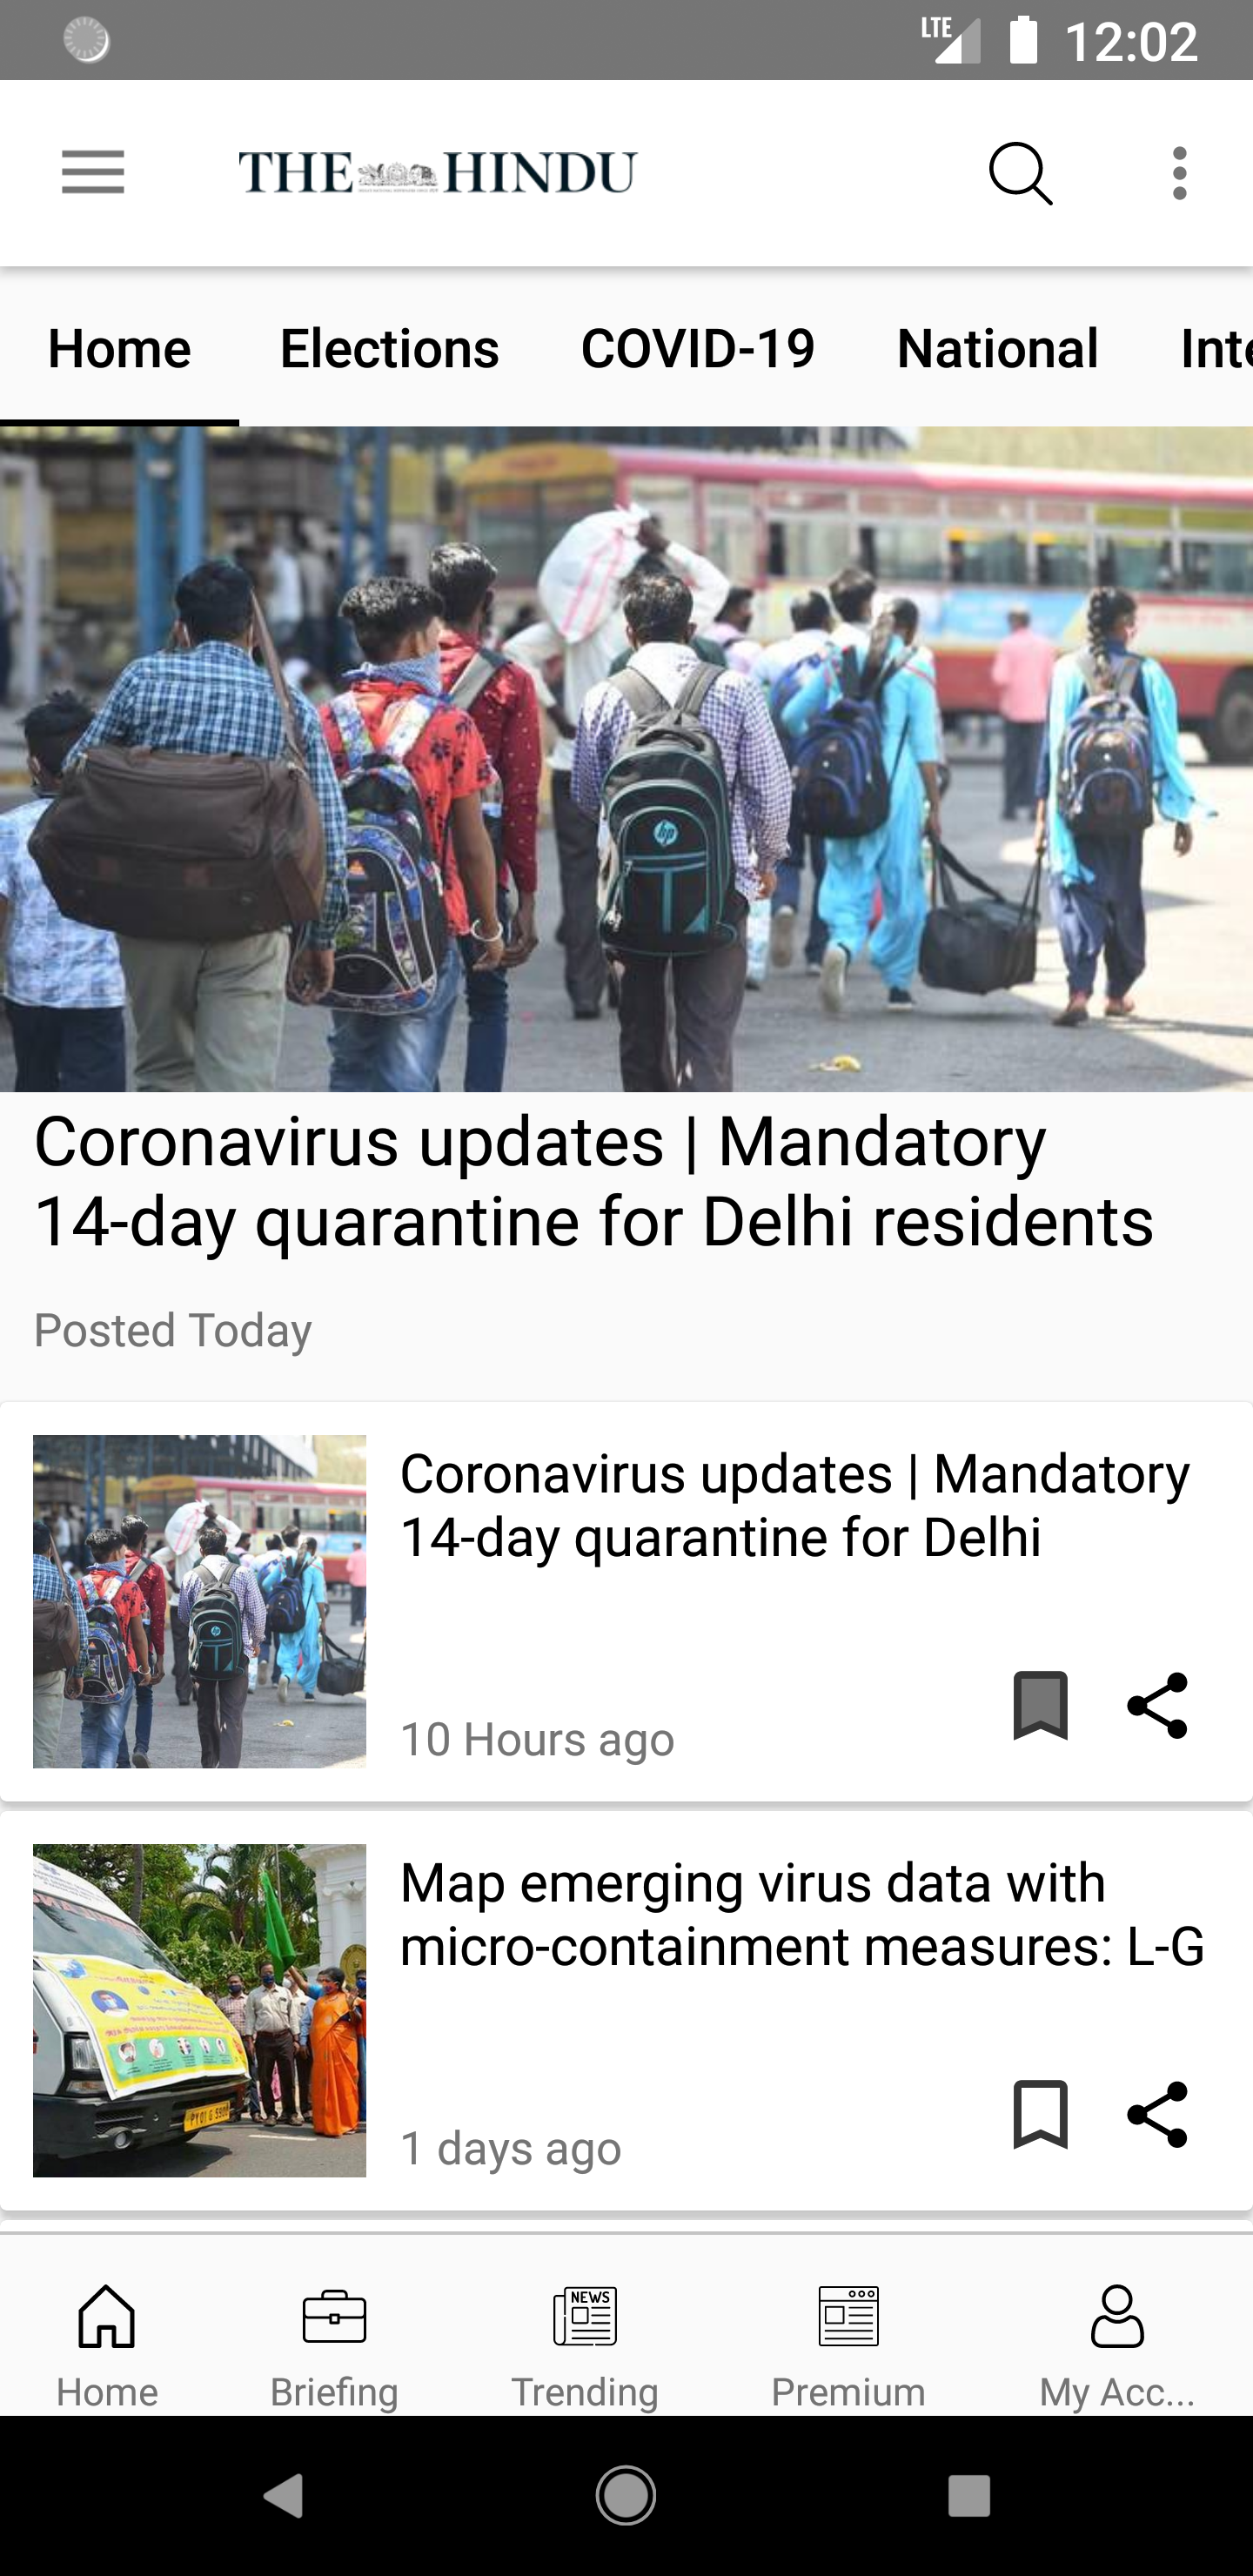 LTE 12:02
THE HINDU
Home Elections COVID-19 National Inte
hp
Coronavirus updates | Mandatory
14-day quarantine for Delhi residents
Posted Today
Coronavirus updates | Mandatory
14-day quarantine for Delhi
10 Hours ago
Map emerging virus data with
micro-containment measures: L-G
1 days ago
NEWS
Home Briefing Trending Premium My Acc...